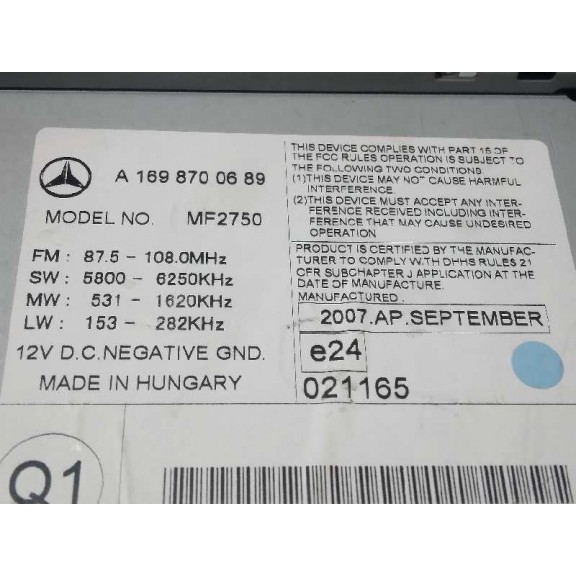 A 169 870 06 89
MODEL NO. MF2750
FM : 87.5 - 108.0MHz
SW : 5800 - 6250KHz
MW : 531 - 1620KHz
LW : 153 - 282KHz
12V D.C.NEGATIVE GND.
MADE IN HUNGARY
THIS DEVICE COMPLIES WITH PART 15 OF
THE FCC RULES OPERATION IS SUBJECT TO
THE FOLLOWING TWO CONDITIONS:
(1)THIS DEVICE MAY NOT CAUSE HARMFUL
INTERFERENCE.
(2)THIS DEVICE MUST ACCEPT ANY INTER-
FERENCE RECEIVED INCLUDING INTER-
FERENCE THAT MAY CAUSE UNDESIRED
OPERATION
PRODUCT IS CERTIFIED BY THE MANUFAC-
TURER TO COMPLY WITH DHHS RULES 21
CFR SUBCHAPTER J APPLICATION AT THE
DATE OF MANUFACTURE.
MANUFACTURED.
2007.AP.SEPTEMBER
e24
021165
Q1